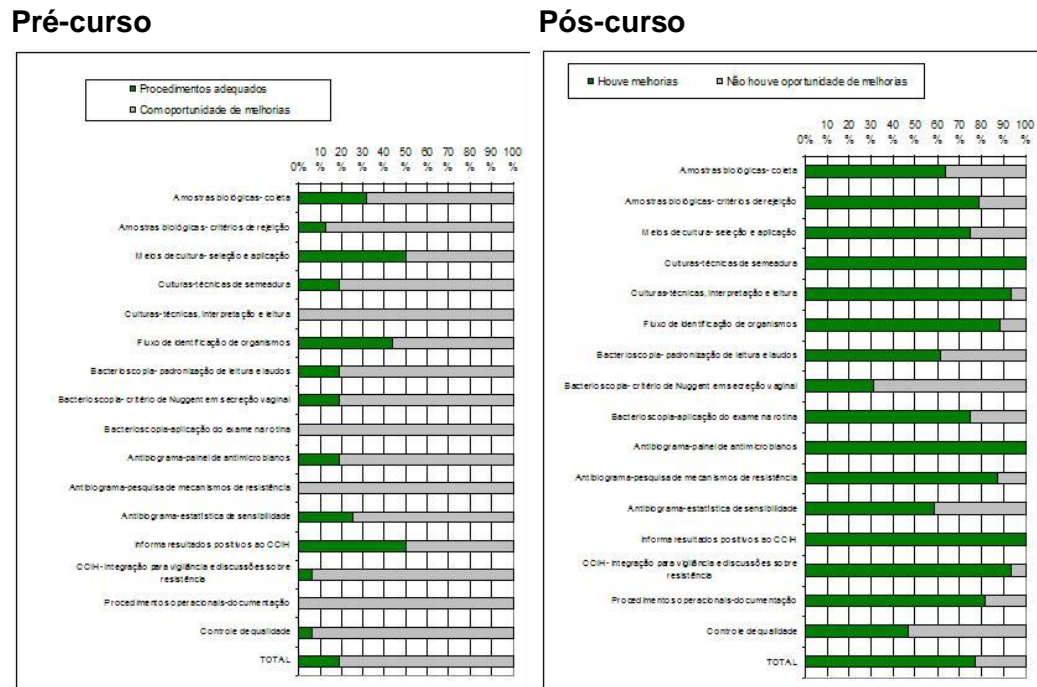 Pré-curso
Procedimentos adequados
Com oportunidade de melhorias
10 20 30 40 50 60 70 80 90 100
0% % % % % % % % % % %
Amostras biológicas- coleta
Amostras biológicas- critérios de rejeição
Meios de cultura- seleção e aplicação
Culturas-técnicas de semeadura
Culturas-técnicas, interpretação e leitura
Fluxo de identificação de organismos
Bacterioscopia- padronização de leitura e laudos
Bacterioscopia- critério de Nuggent em secreção vaginal
Bacterioscopia-aplicação do exame na rotina
Antibiograma-painel de antimicrobianos
Antibiograma-pesquisa de mecanismos de resistência
Antibiograma-estatística de sensibilidade
Informa resultados positivos ao CCIH
CCIH- integração para vigilância e discussões sobre
resistência
Procedimentos operacionais-documentação
Controle de qualidade
TOTAL
Pós-curso
Houve melhorias Não houve oportunidade de melhorias
10 20 30 40 50 60 70 80 90 100
0% % % % % % % % % % %
Amostras biológicas- coleta
Amostras biológicas- critérios de rejeição
Meios de cultura- seleção e aplicação
Culturas-técnicas de semeadura
Culturas-técnicas, interpretação e leitura
Fluxo de identificação de organismos
Bacterioscopia- padronização de leitura e laudos
Bacterioscopia- critério de Nuggent em secreção vaginal
Bacterioscopia-aplicação do exame na rotina
Antibiograma-painel de antimicrobianos
Antibiograma-pesquisa de mecanismos de resistência
Antibiograma-estatística de sensibilidade
Informa resultados positivos ao CCIH
CCIH- integração para vigilância e discussões sobre
resistência
Procedimentos operacionais-documentação
Controle de qualidade
TOTAL